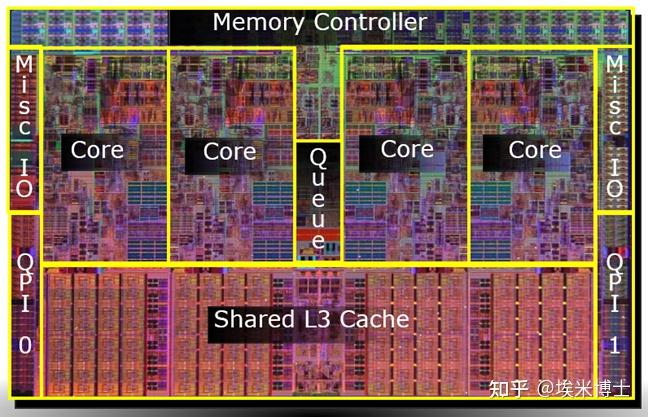 Memory Controller
Misc IO
Core
Core
Queue
Core
Core
Misc IO
QPI 0
Shared L3 Cache
QPI 1
知乎 @埃米博士